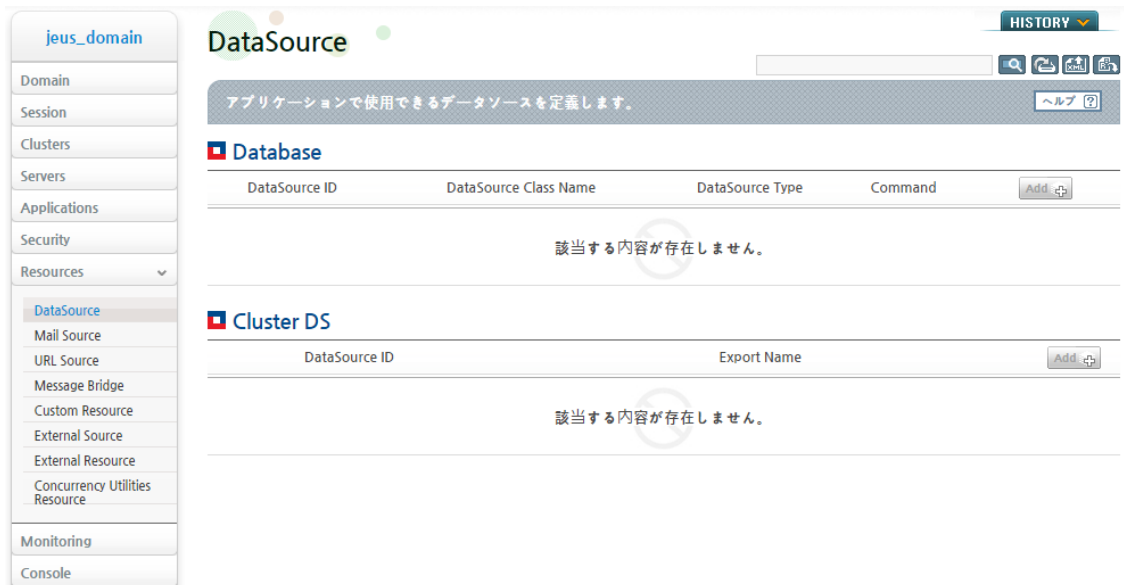 jeus_domain
Domain
Session
Clusters
Servers
Applications
Security
Resources
DataSource
Mail Source
URL Source
Message Bridge
Custom Resource
External Source
External Resource
Concurrency Utilities
Resource
Monitoring
Console
HISTORY
DataSource
XML
アプリケーションで使用できるデータソースを定義します。
ヘルプ ?
Database
DataSource ID DataSource Class Name DataSource Type Command Add
該当する内容が存在しません。
Cluster DS
DataSource ID Export Name Add
該当する内容が存在しません。